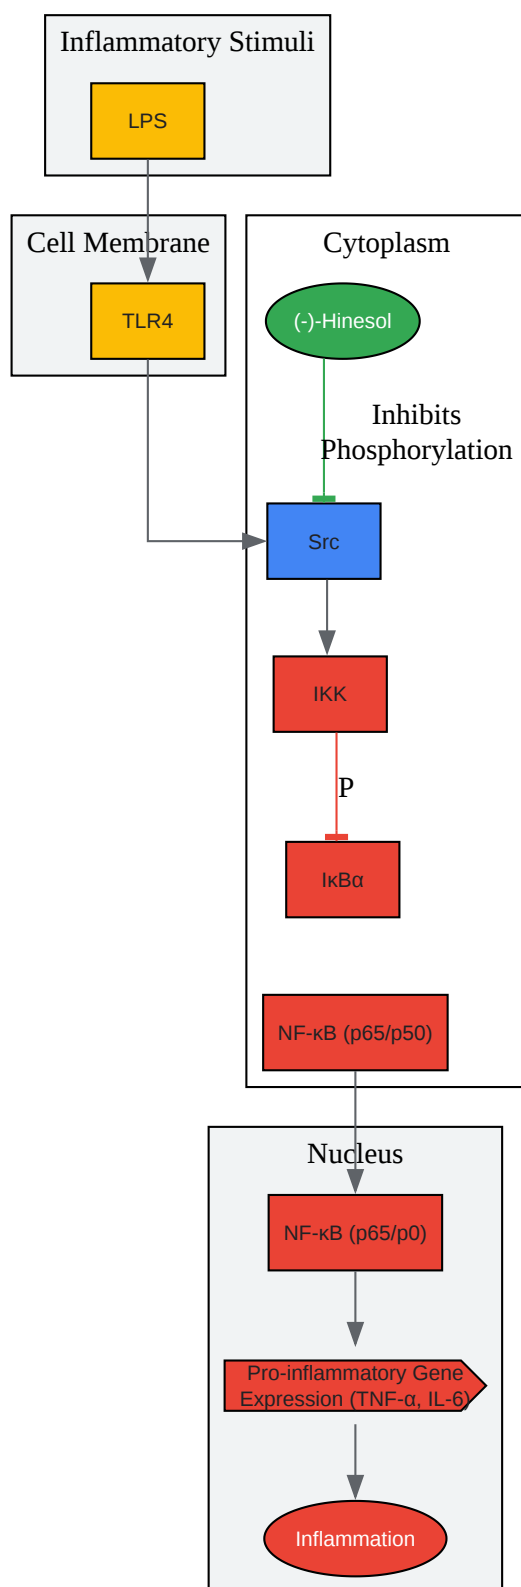 Inflammatory Stimuli
LPS
Cell Membrane
TLR4
Cytoplasm
(-)-Hinesol
Inhibits
Phosphorylation
Src
IKK
P
IκBα
NF-κB (p65/p50)
Nucleus
NF-κB (p65/p0)
Pro-inflammatory Gene
Expression (TNF-α, IL-6)
Inflammation